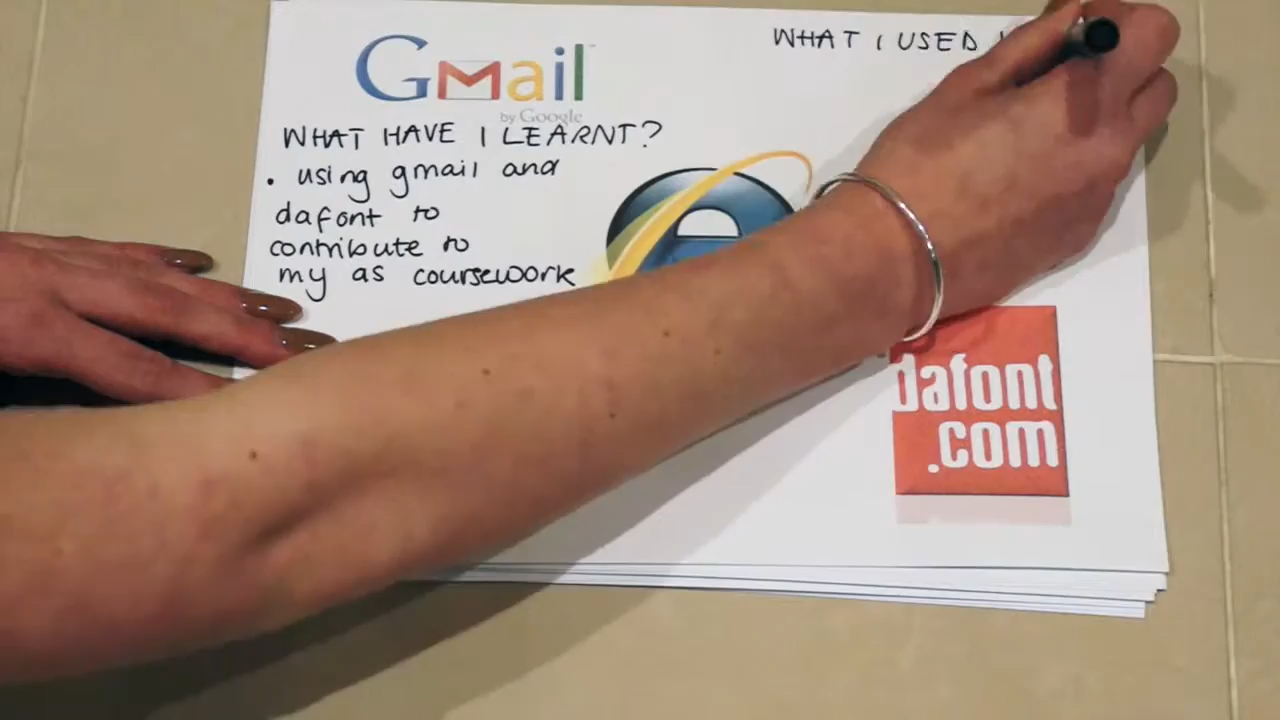 Gmail
by Google
WHAT HAVE I LEARNT?
. using gmail and
dafont to
contribute to
my as coursework
WHAT I USED
dafont
.com